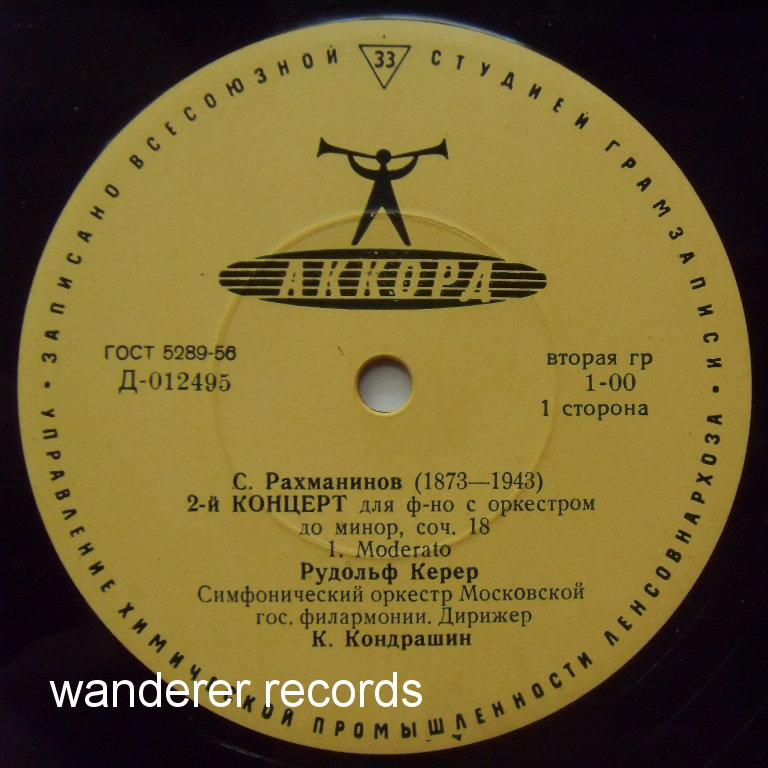 ЗАПИСАНО ВСЕСОЮЗНОЙ 33 СТУДИЕЙ ГРАМЗАПИСИ
АККОРД
ГОСТ 5289-56
Д-012495
вторая гр
1-00
1 сторона
С. Рахманинов (1873—1943)
2-й КОНЦЕРТ для ф-но с оркестром
до минор, соч. 18
1. Moderato
Рудольф Керер
Симфонический оркестр Московской
гос. филармонии. Дирижер
К. Кондрашин
• УПРАВЛЕНИЕ ХИМИЧЕСКОЙ ПРОМЫШЛЕННОСТИ ЛЕНСОВНАРХОЗА •
wanderer records